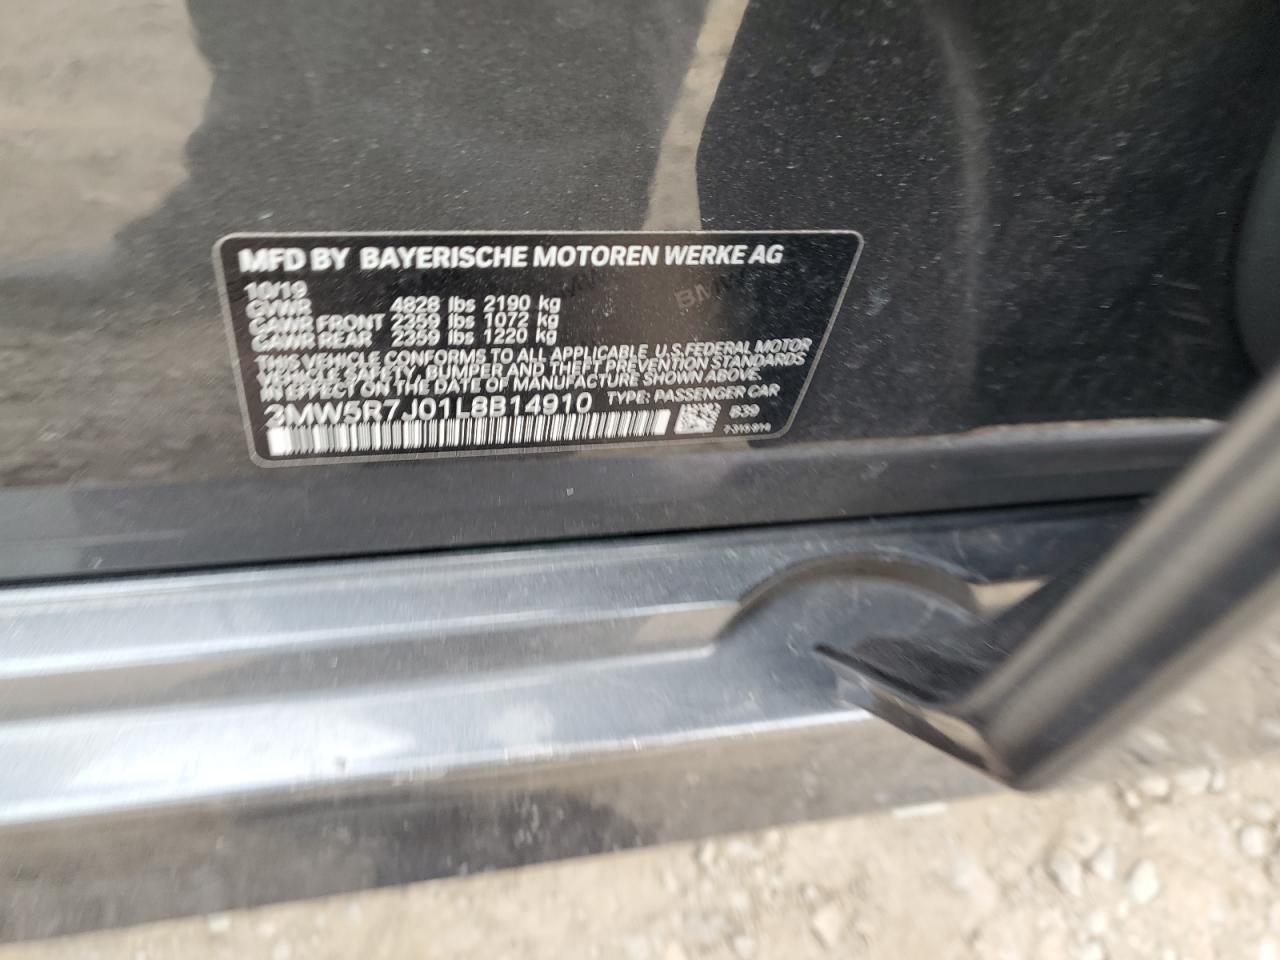 MFD BY BAYERISCHE MOTOREN WERKE AG
10/19
GVWR 4828 lbs 2190 kg
GAWR FRONT 2359 lbs 1072 kg
GAWR REAR 2359 lbs 1220 kg
THIS VEHICLE CONFORMS TO ALL APPLICABLE U.S.FEDERAL MOTOR
VEHICLE SAFETY, BUMPER AND THEFT PREVENTION STANDARDS
IN EFFECT ON THE DATE OF MANUFACTURE SHOWN ABOVE.
3MW5R7J01L8B14910 TYPE: PASSENGER CAR
B39